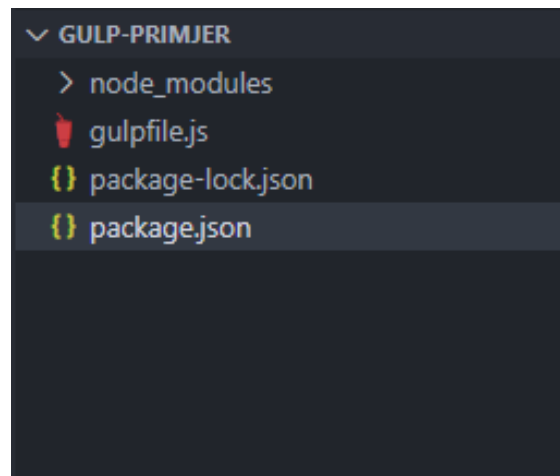 GULP-PRIMJER
node_modules
gulpfile.js
{} package-lock.json
{} package.json